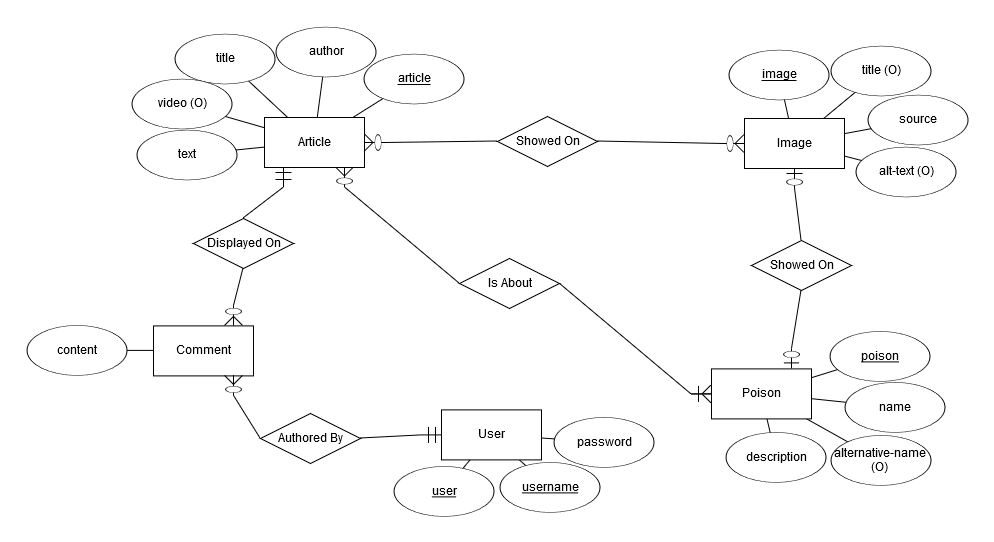 author
title
article
video (O)
text
Article
Showed On
image
title (O)
source
alt-text (O)
Image
Displayed On
Is About
Showed On
content
Comment
Authored By
User
user
username
password
Poison
poison
name
alternative-name
(O)
description